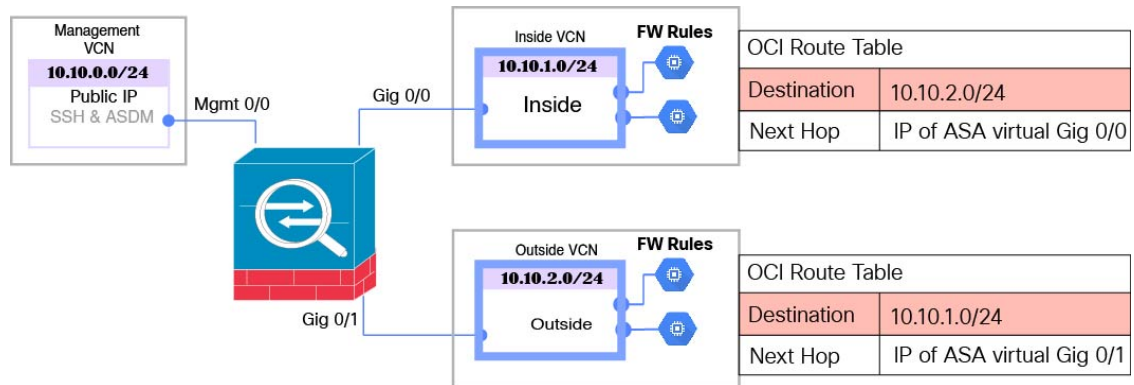 Management
VCN
10.10.0.0/24
Public IP
SSH & ASDM
Mgmt 0/0
Gig 0/0
Inside VCN
FW Rules
10.10.1.0/24
Inside
OCI Route Table
Destination 10.10.2.0/24
Next Hop IP of ASA virtual Gig 0/0
Gig 0/1
Outside VCN
FW Rules
10.10.2.0/24
Outside
OCI Route Table
Destination 10.10.1.0/24
Next Hop IP of ASA virtual Gig 0/1